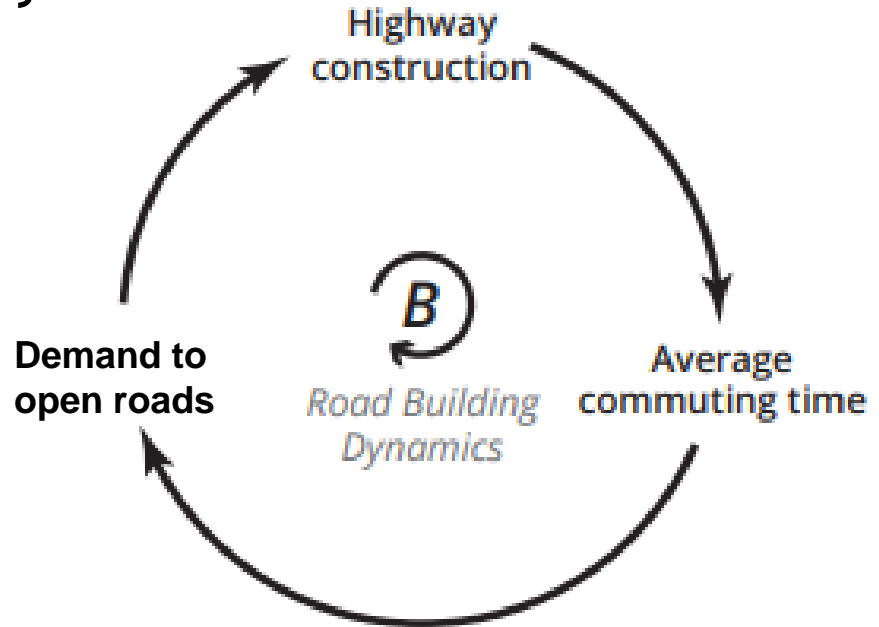 Highway
construction
B
Demand to
open roads
Road Building
Dynamics
Average
commuting time